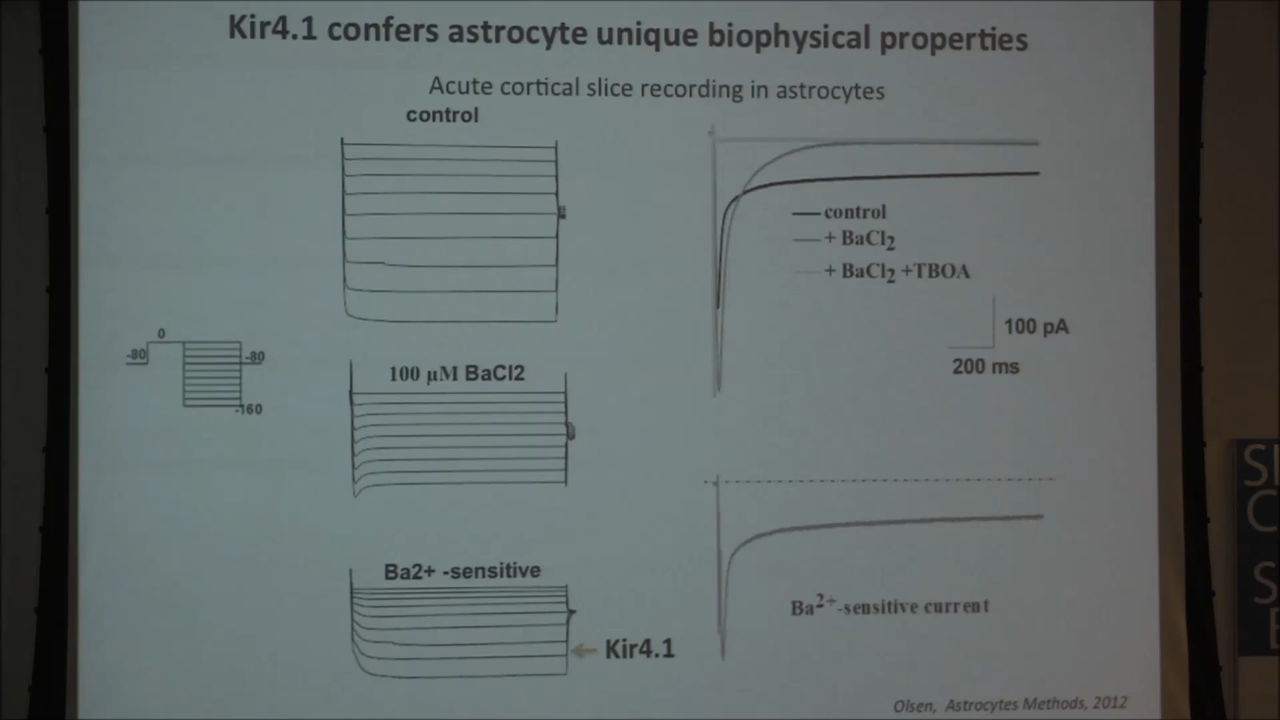 Kir4.1 confers astrocyte unique biophysical properties
Acute cortical slice recording in astrocytes
control
control
+ BaCl2
+ BaCl2 +TBOA
100 pA
200 ms
0
-80
-80
-160
100 µM BaCl2
Ba2+ -sensitive
Kir4.1
Ba2+-sensitive current
Olsen, Astrocytes Methods, 2012